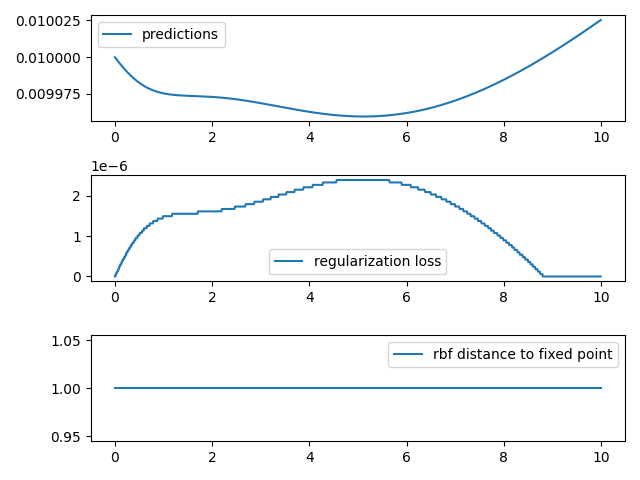 0.010025
predictions
0.010000
0.009975
0 2 4 6 8 10
1e−6
2
1
regularization loss
0
0 2 4 6 8 10
1.05
rbf distance to fixed point
1.00
0.95
0 2 4 6 8 10